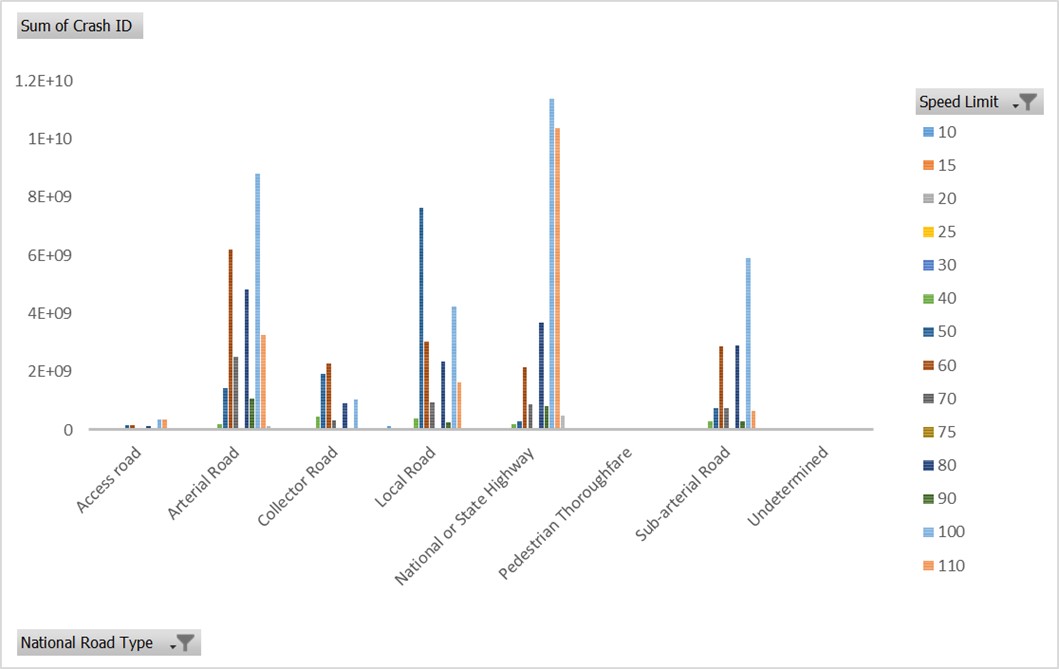 Sum of Crash ID
1.2E+10
1E+10
8E+09
6E+09
4E+09
2E+09
0
Access road
Arterial Road
Collector Road
Local Road
National or State Highway
Pedestrian Thoroughfare
Sub-arterial Road
Undetermined
Speed Limit
10
15
20
25
30
40
50
60
70
75
80
90
100
110
National Road Type